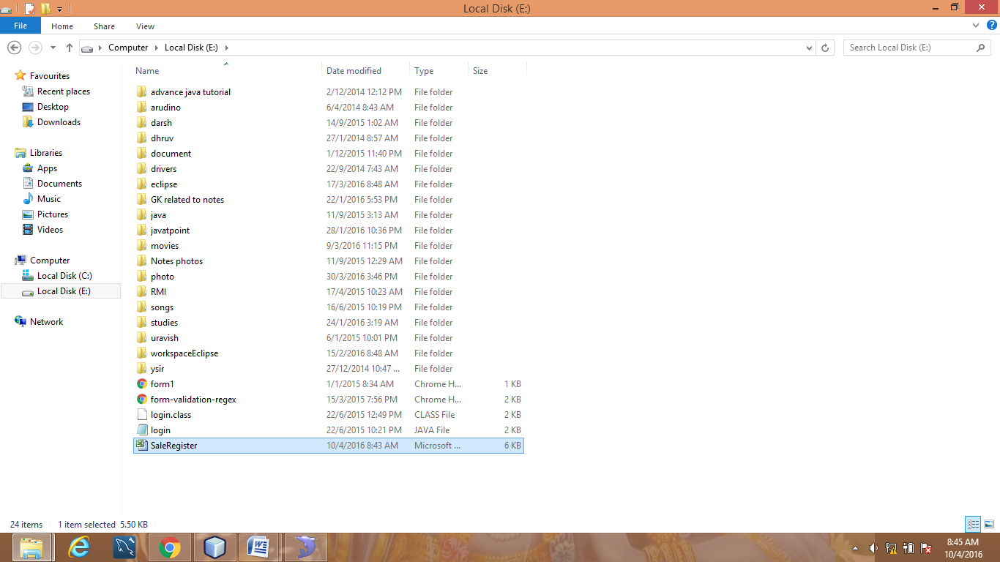 Local Disk (E:)
File Home Share View
Computer Local Disk (E:) Search Local Disk (E:)
Name Date modified Type Size
Favourites
Recent places
Desktop
Downloads
Libraries
Apps
Documents
Music
Pictures
Videos
Computer
Local Disk (C:)
Local Disk (E:)
Network
advance java tutorial 2/12/2014 12:12 PM File folder
arudino 6/4/2014 8:43 AM File folder
darsh 14/9/2015 1:02 AM File folder
dhruv 27/1/2014 8:57 AM File folder
document 1/12/2015 11:40 PM File folder
drivers 22/9/2014 7:43 AM File folder
eclipse 17/3/2016 8:48 AM File folder
GK related to notes 22/1/2016 5:53 PM File folder
java 11/9/2015 3:13 AM File folder
javatpoint 28/1/2016 10:36 PM File folder
movies 9/3/2016 11:15 PM File folder
Notes photos 11/9/2015 12:29 AM File folder
photo 30/3/2016 3:46 PM File folder
RMI 17/4/2015 10:23 AM File folder
songs 16/6/2015 10:19 PM File folder
studies 24/1/2016 3:19 AM File folder
uravish 6/1/2015 10:01 PM File folder
workspaceEclipse 15/2/2016 8:48 AM File folder
ysir 27/12/2014 10:47 ... File folder
form1 1/1/2015 8:34 AM Chrome H... 1 KB
form-validation-regex 15/3/2015 7:56 PM Chrome H... 2 KB
login.class 22/6/2015 12:49 PM CLASS File 2 KB
login 22/6/2015 10:21 PM JAVA File 2 KB
SaleRegister 10/4/2016 8:43 AM Microsoft ... 6 KB
24 items 1 item selected 5.50 KB
8:45 AM
10/4/2016